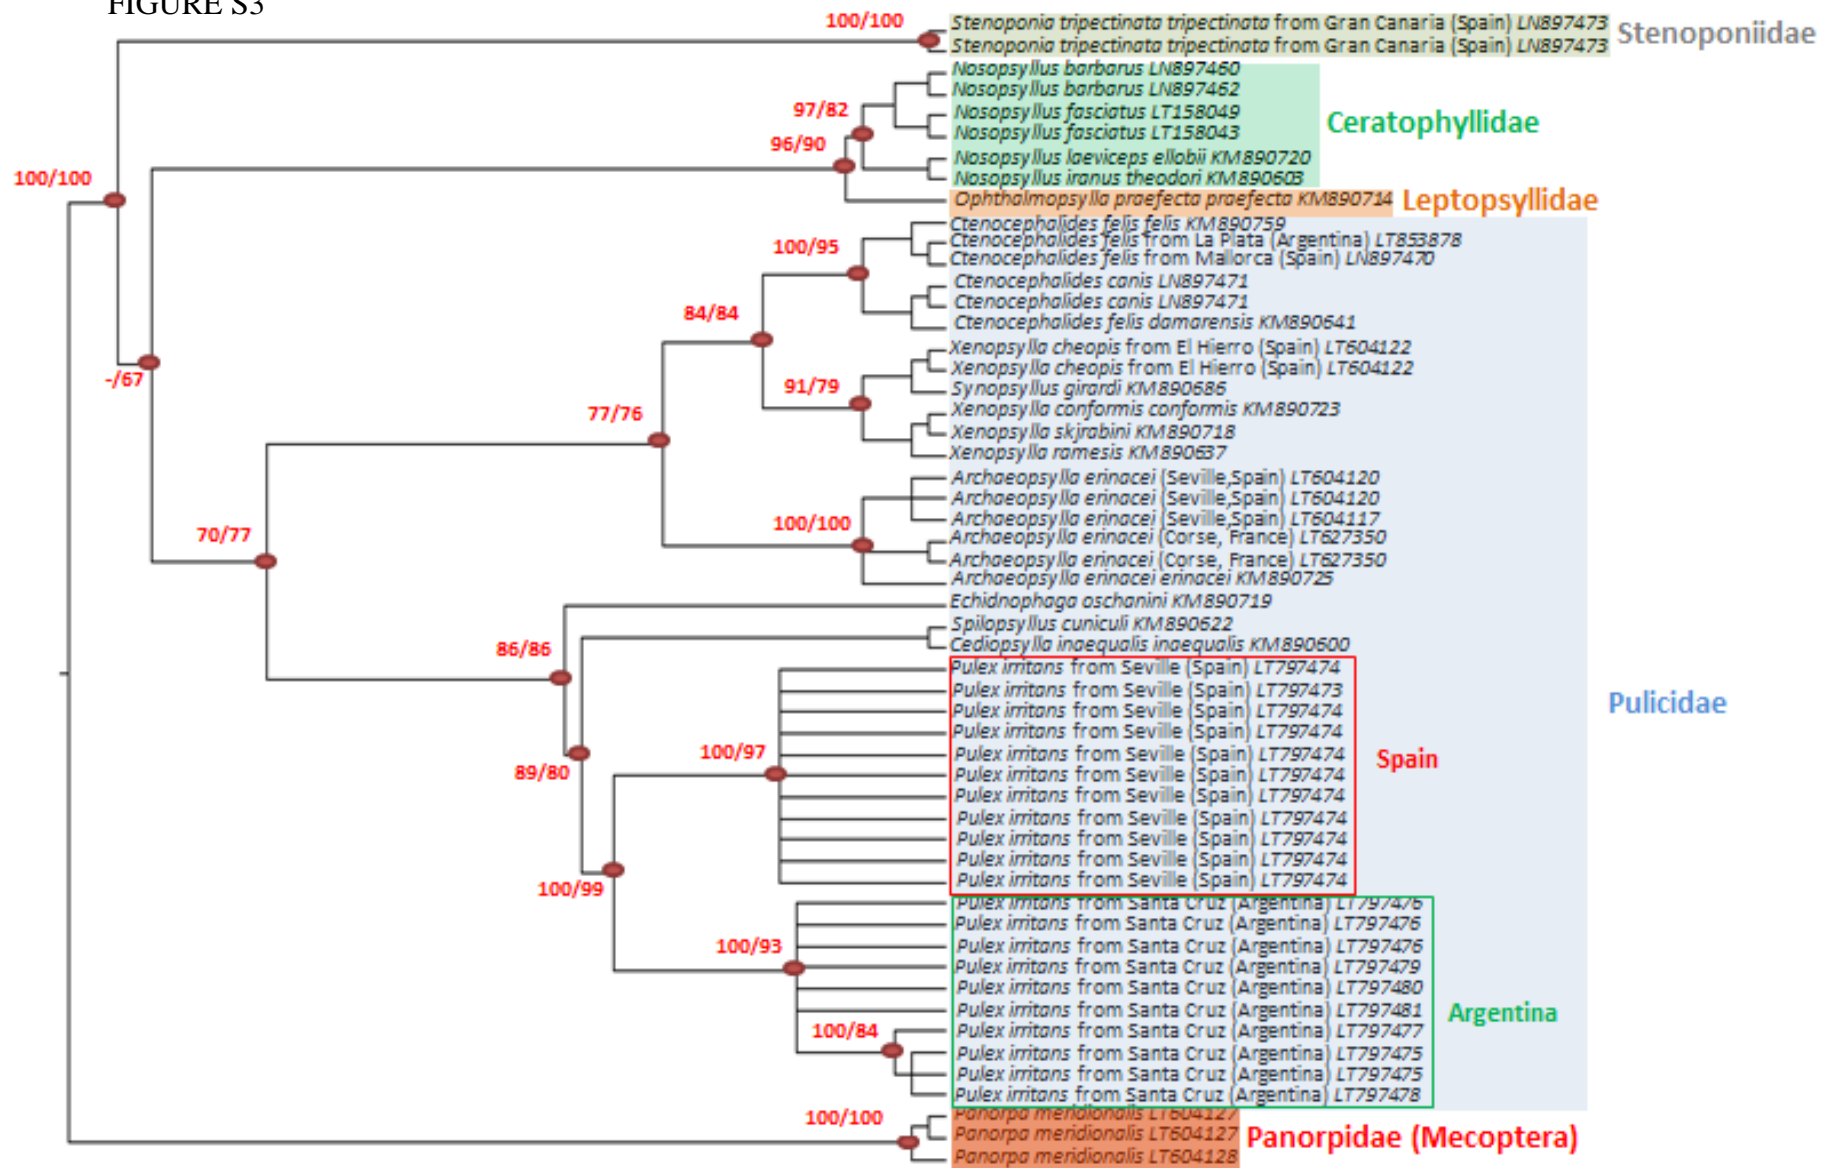 FIGURE S3
100/100
Stenoponia tripectinata tripectinata from Gran Canaria (Spain) LN897473
Stenoponia tripectinata tripectinata from Gran Canaria (Spain) LN897473
Stenoponiidae
Nosopsyllus barbarus LN897460
Nosopsyllus barbarus LN897462
97/82
Nosopsyllus fasciatus LT158049
Nosopsyllus fasciatus LT158043
Ceratophyllidae
96/90
Nosopsyllus laeviceps ellobii KM890720
Nosopsyllus iranus theodori KM890603
100/100
Ophthalmopsylla praefecta praefecta KM890714
Leptopsyllidae
Ctenocephalides felis felis KM890759
Ctenocephalides felis from La Plata (Argentina) LT853878
100/95
Ctenocephalides felis from Mallorca (Spain) LN897470
Ctenocephalides canis LN897471
Ctenocephalides canis LN897471
84/84
Ctenocephalides felis damarensis KM890641
Xenopsylla cheopis from El Hierro (Spain) LT604122
Xenopsylla cheopis from El Hierro (Spain) LT604122
-/67
91/79
Synopsyllus girardi KM890686
Xenopsylla conformis conformis KM890723
77/76
Xenopsylla skjrabini KM890718
Xenopsylla ramesis KM890637
Archaeopsylla erinacei (Seville,Spain) LT604120
Archaeopsylla erinacei (Seville,Spain) LT604120
Archaeopsylla erinacei (Seville,Spain) LT604117
100/100
70/77
Archaeopsylla erinacei (Corse, France) LT627350
Archaeopsylla erinacei (Corse, France) LT627350
Archaeopsylla erinacei erinacei KM890725
Echidnophaga oschanini KM890719
Spilopsyllus cuniculi KM890622
Cediopsylla inaequalis inaequalis KM890600
86/86
Pulex irritans from Seville (Spain) LT797474
Pulex irritans from Seville (Spain) LT797473
Pulicidae
Pulex irritans from Seville (Spain) LT797474
Pulex irritans from Seville (Spain) LT797474
100/97
Pulex irritans from Seville (Spain) LT797474
Spain
89/80
Pulex irritans from Seville (Spain) LT797474
Pulex irritans from Seville (Spain) LT797474
Pulex irritans from Seville (Spain) LT797474
Pulex irritans from Seville (Spain) LT797474
Pulex irritans from Seville (Spain) LT797474
Pulex irritans from Seville (Spain) LT797474
100/99
Pulex irritans from Santa Cruz (Argentina) LT797476
Pulex irritans from Santa Cruz (Argentina) LT797476
100/93
Pulex irritans from Santa Cruz (Argentina) LT797476
Pulex irritans from Santa Cruz (Argentina) LT797479
Pulex irritans from Santa Cruz (Argentina) LT797480
Pulex irritans from Santa Cruz (Argentina) LT797481
Argentina
100/84
Pulex irritans from Santa Cruz (Argentina) LT797477
Pulex irritans from Santa Cruz (Argentina) LT797475
Pulex irritans from Santa Cruz (Argentina) LT797475
Pulex irritans from Santa Cruz (Argentina) LT797478
100/100
Panorpa meridionalis LT604127
Panorpa meridionalis LT604127
Panorpidae (Mecoptera)
Panorpa meridionalis LT604128